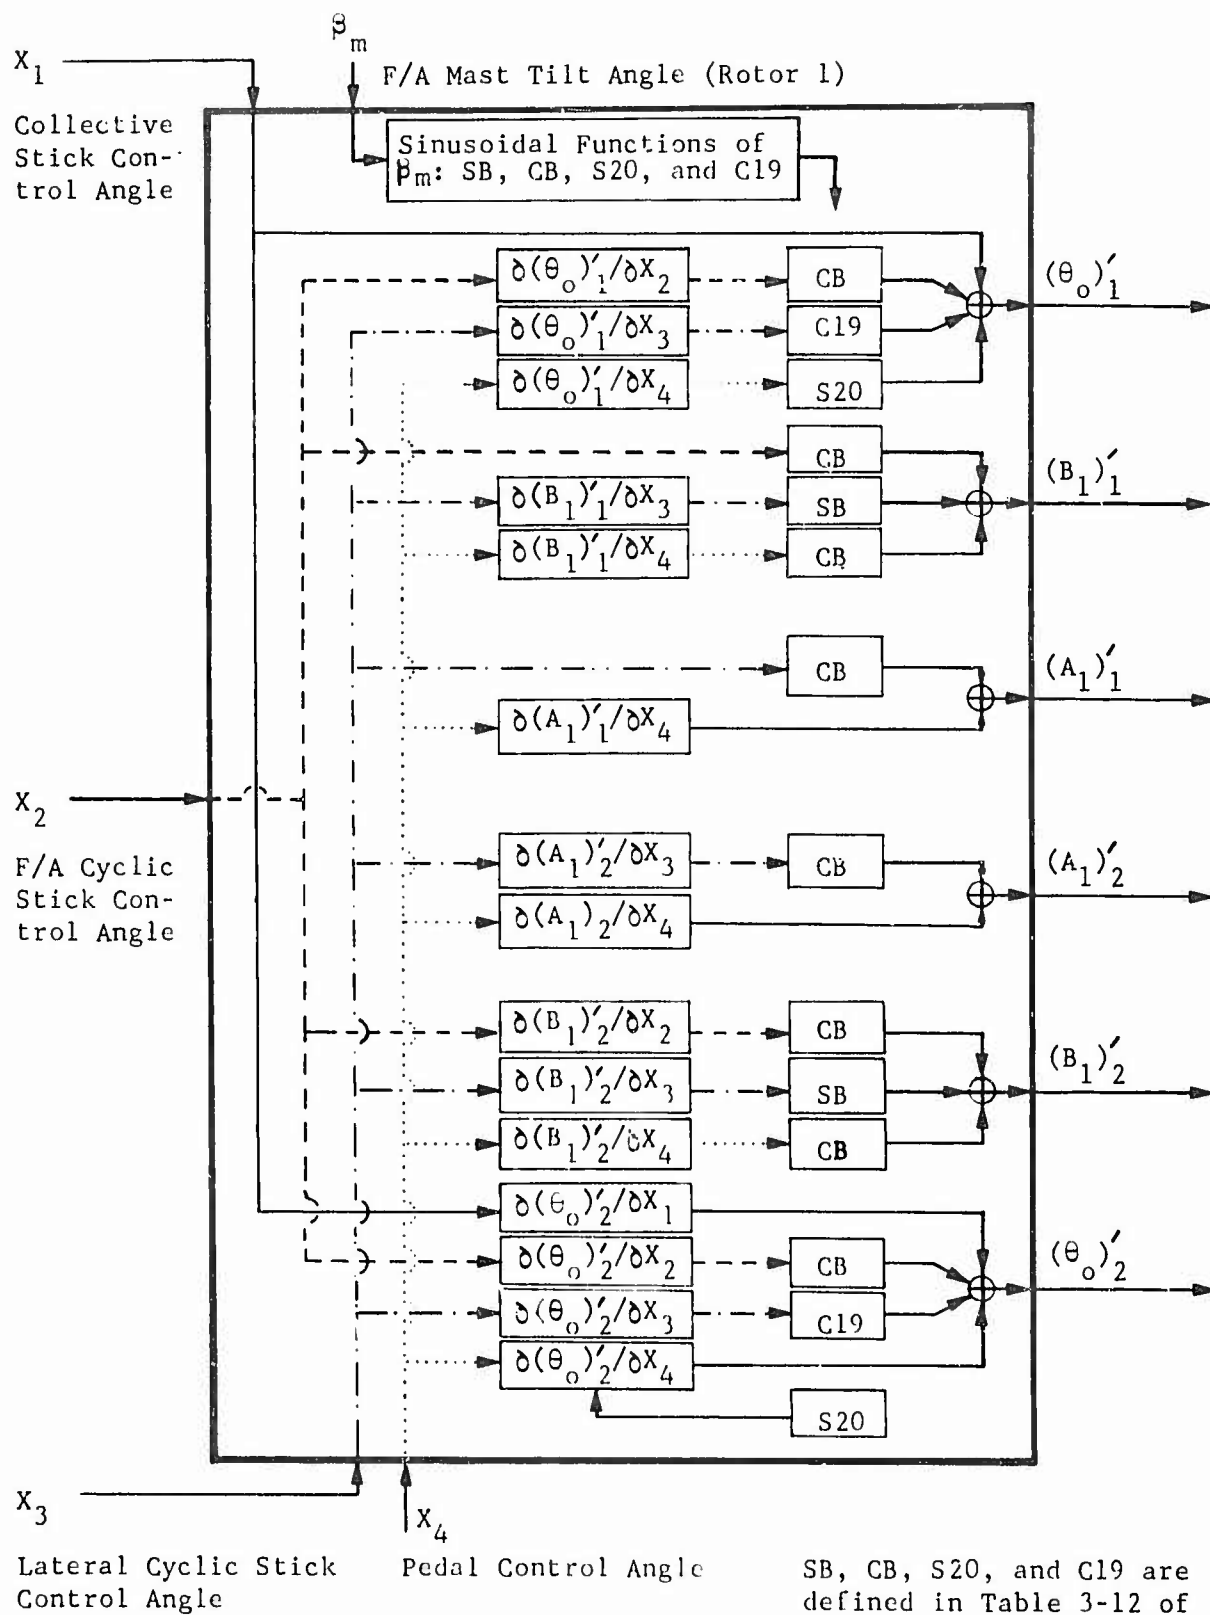 βm
X1
F/A Mast Tilt Angle (Rotor 1)
Collective
Stick Con-
trol Angle
Sinusoidal Functions of
βm: SB, CB, S20, and C19
∂(θo)′1/∂X2
CB
(θo)′1
∂(θo)′1/∂X3
C19
∂(θo)′1/∂X4
S20
CB
(B1)′1
∂(B1)′1/∂X3
SB
∂(B1)′1/∂X4
CB
CB
(A1)′1
∂(A1)′1/∂X4
X2
F/A Cyclic
Stick Con-
trol Angle
∂(A1)′2/∂X3
CB
(A1)′2
∂(A1)2/∂X4
∂(B1)′2/∂X2
CB
(B1)′2
∂(B1)′2/∂X3
SB
∂(B1)′2/∂X4
CB
∂(θo)′2/∂X1
∂(θo)′2/∂X2
CB
(θo)′2
∂(θo)′2/∂X3
C19
∂(θo)′2/∂X4
S20
X3
X4
Lateral Cyclic Stick
Control Angle
Pedal Control Angle
SB, CB, S20, and C19 are
defined in Table 3-12 of